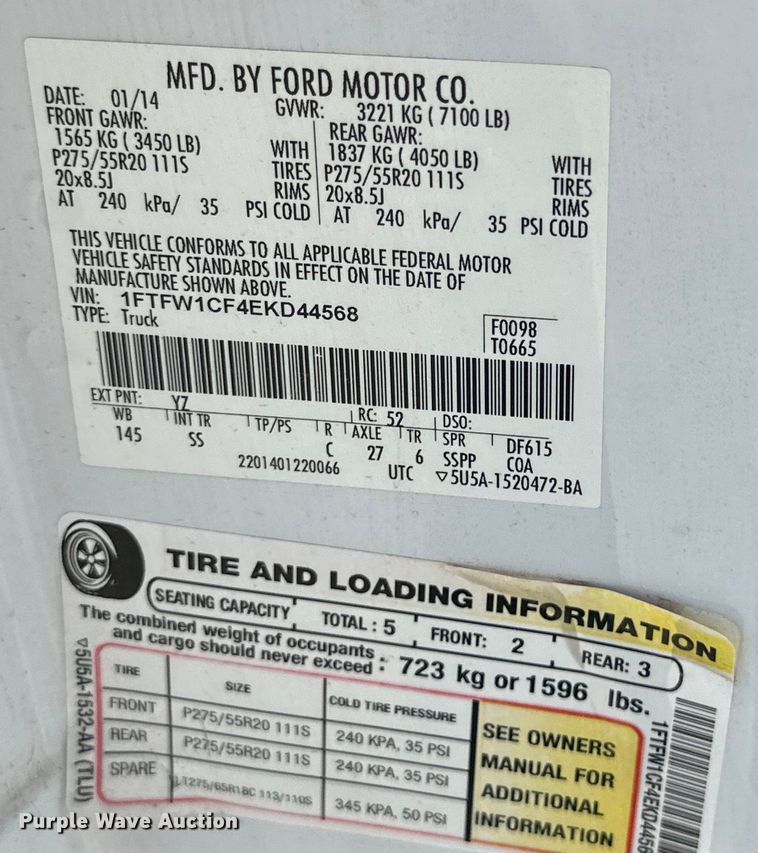 MFD. BY FORD MOTOR CO.
DATE: 01/14 GVWR: 3221 KG ( 7100 LB)
FRONT GAWR: REAR GAWR:
1565 KG ( 3450 LB) WITH 1837 KG ( 4050 LB) WITH
P275/55R20 111S TIRES P275/55R20 111S TIRES
20x8.5J RIMS 20x8.5J RIMS
AT 240 kPa/ 35 PSI COLD AT 240 kPa/ 35 PSI COLD
THIS VEHICLE CONFORMS TO ALL APPLICABLE FEDERAL MOTOR
VEHICLE SAFETY STANDARDS IN EFFECT ON THE DATE OF
MANUFACTURE SHOWN ABOVE.
VIN: 1FTFW1CF4EKD44568
TYPE: Truck
F0098
T0665
EXT PNT: YZ RC: 52 DSO:
WB INT TR TP/PS R AXLE TR SPR DF615
145 SS C 27 6 SSPP COA
2201401220066 UTC ▽5U5A-1520472-BA
TIRE AND LOADING INFORMATION
SEATING CAPACITY TOTAL : 5 FRONT: 2 REAR: 3
The combined weight of occupants
and cargo should never exceed : 723 kg or 1596 lbs.
TIRE SIZE COLD TIRE PRESSURE
FRONT P275/55R20 111S 240 KPA, 35 PSI
REAR P275/55R20 111S 240 KPA, 35 PSI
SPARE LT275/65R18C 113/110S 345 KPA, 50 PSI
SEE OWNERS
MANUAL FOR
ADDITIONAL
INFORMATION
▽5U5A-1532-AA (TLU)
1FTFW1CF4EKD4456
Purple Wave Auction